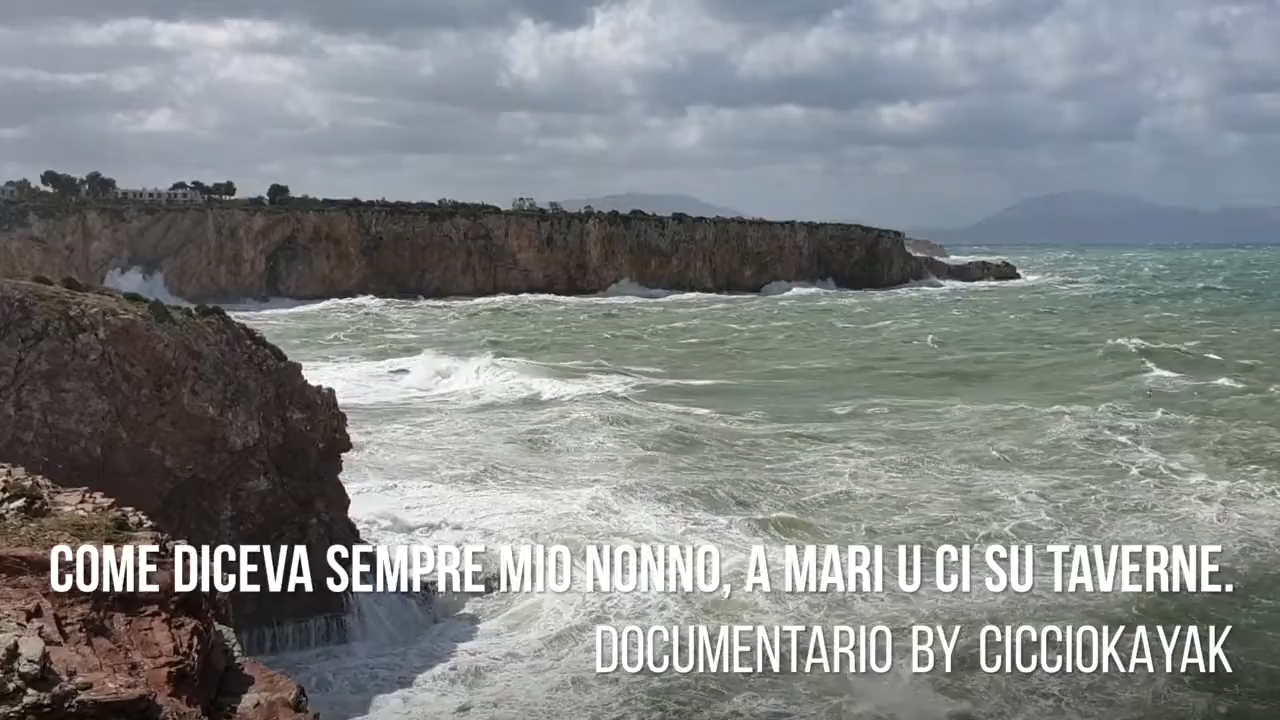 COME DICEVA SEMPRE MIO NONNO, A MARI U CI SU TAVERNE.
DOCUMENTARIO BY CICCIOKAYAK